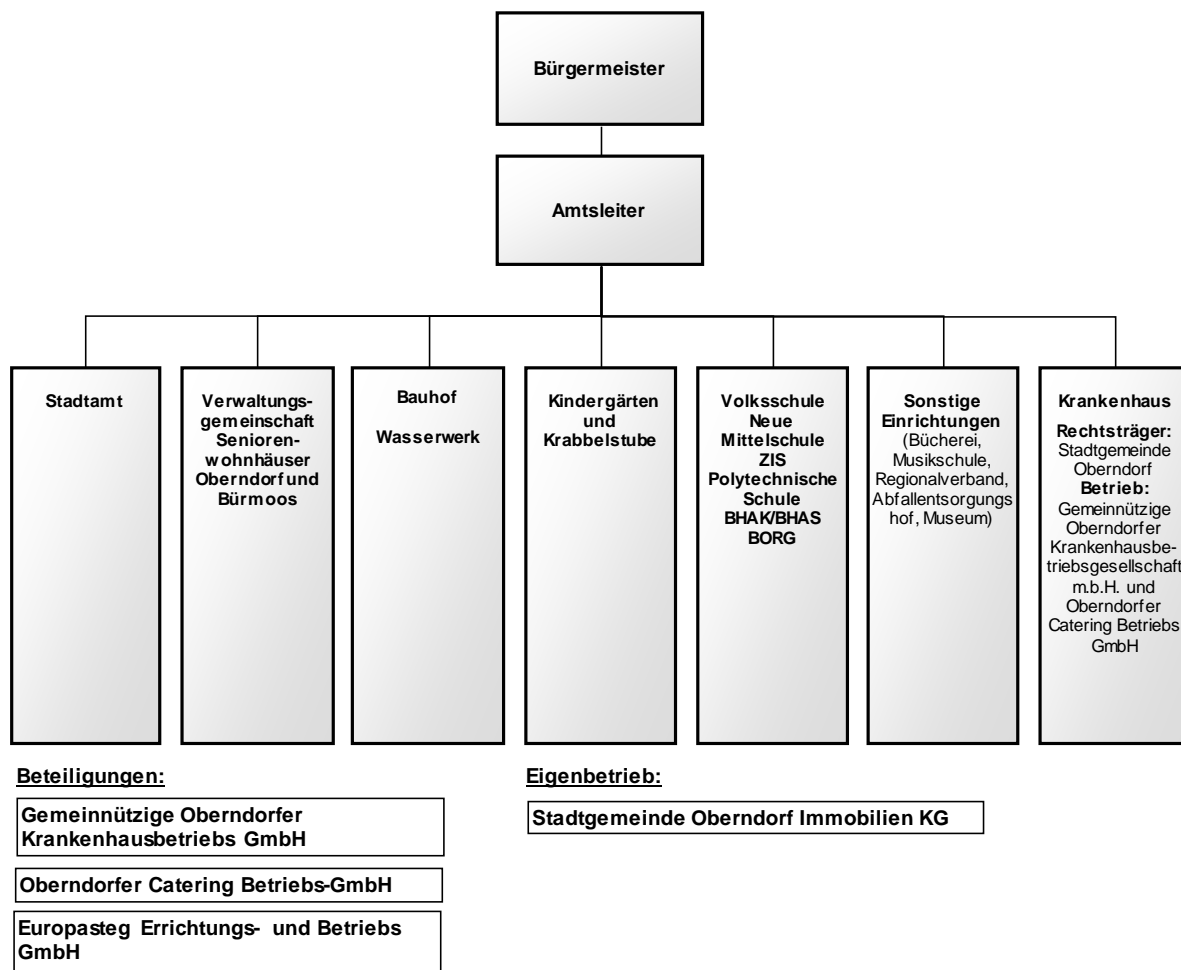 Bürgermeister
Amtsleiter
Stadtamt
Verwaltungs-
gemeinschaft
Senioren-
wohnhäuser
Oberndorf und
Bürmoos
Bauhof
Wasserwerk
Kindergärten
und
Krabbelstube
Volksschule
Neue
Mittelschule
ZIS
Polytechnische
Schule
BHAK/BHAS
BORG
Sonstige
Einrichtungen
(Bücherei,
Musikschule,
Regionalverband,
Abfallentsorgungs
hof, Museum)
Krankenhaus
Rechtsträger:
Stadtgemeinde
Oberndorf
Betrieb:
Gemeinnützige
Oberndorfer
Krankenhausbe-
triebsgesellschaft
m.b.H. und
Oberndorfer
Catering Betriebs
GmbH
Beteiligungen:
Gemeinnützige Oberndorfer
Krankenhausbetriebs GmbH
Oberndorfer Catering Betriebs-GmbH
Europasteg Errichtungs- und Betriebs
GmbH
Eigenbetrieb:
Stadtgemeinde Oberndorf Immobilien KG